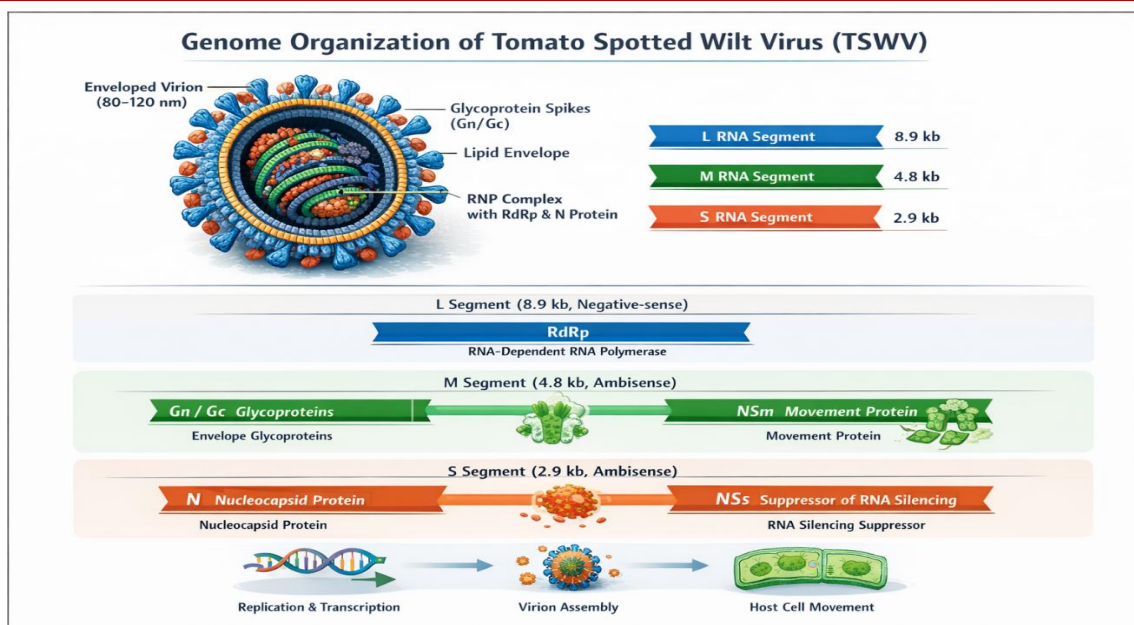 Genome Organization of Tomato Spotted Wilt Virus (TSWV)
Enveloped Virion
(80–120 nm)
Glycoprotein Spikes
(Gn/Gc)
Lipid Envelope
RNP Complex
with RdRp & N Protein
L RNA Segment 8.9 kb
M RNA Segment 4.8 kb
S RNA Segment 2.9 kb
L Segment (8.9 kb, Negative-sense)
RdRp
RNA-Dependent RNA Polymerase
M Segment (4.8 kb, Ambisense)
Gn / Gc Glycoproteins NSm Movement Protein
Envelope Glycoproteins Movement Protein
S Segment (2.9 kb, Ambisense)
N Nucleocapsid Protein NSs Suppressor of RNA Silencing
Nucleocapsid Protein RNA Silencing Suppressor
Replication & Transcription Virion Assembly Host Cell Movement